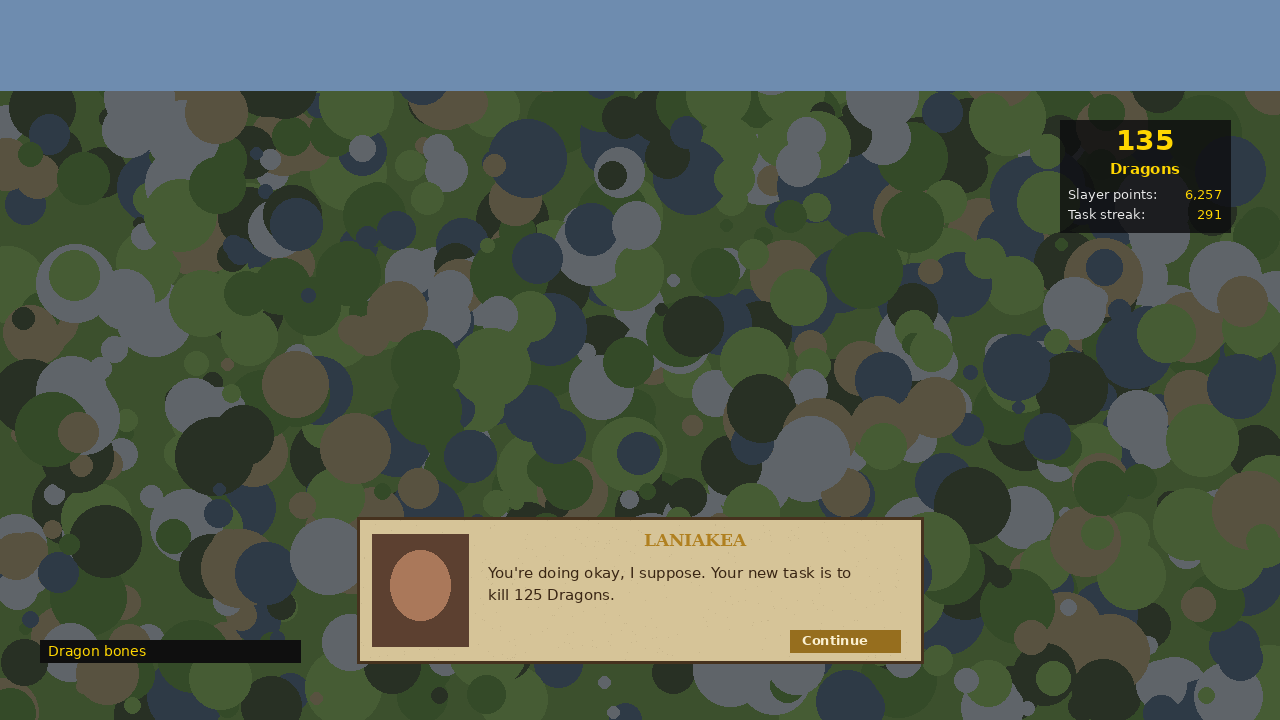 135
Dragons
Slayer points: 6,257
Task streak: 291
LANIAKEA
You're doing okay, I suppose. Your new task is to
kill 125 Dragons.
Continue
Dragon bones